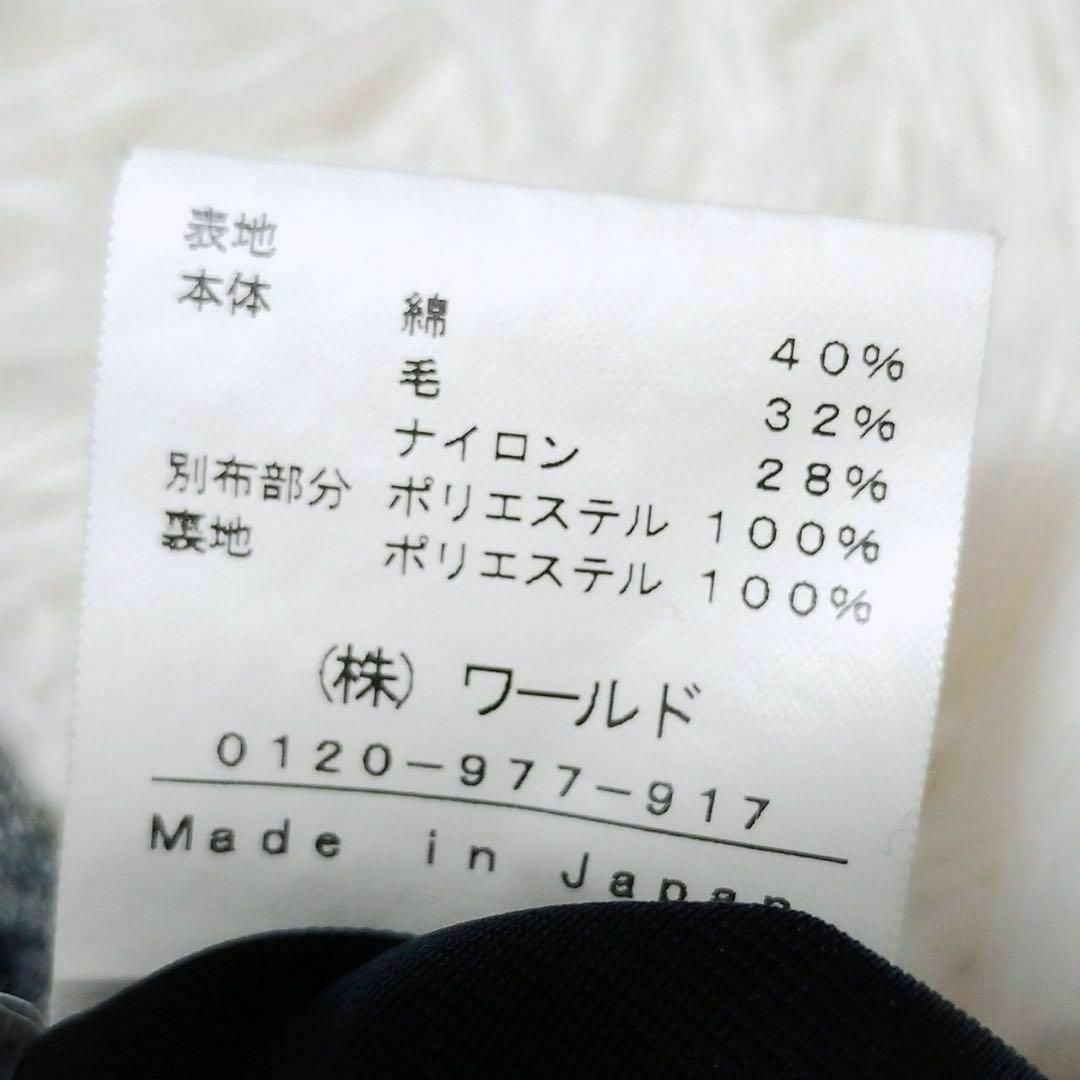 表地
本体 綿 40%
毛 32%
ナイロン 28%
別布部分 ポリエステル 100%
裏地 ポリエステル 100%
(株) ワールド
0120-977-917
Made in Japan